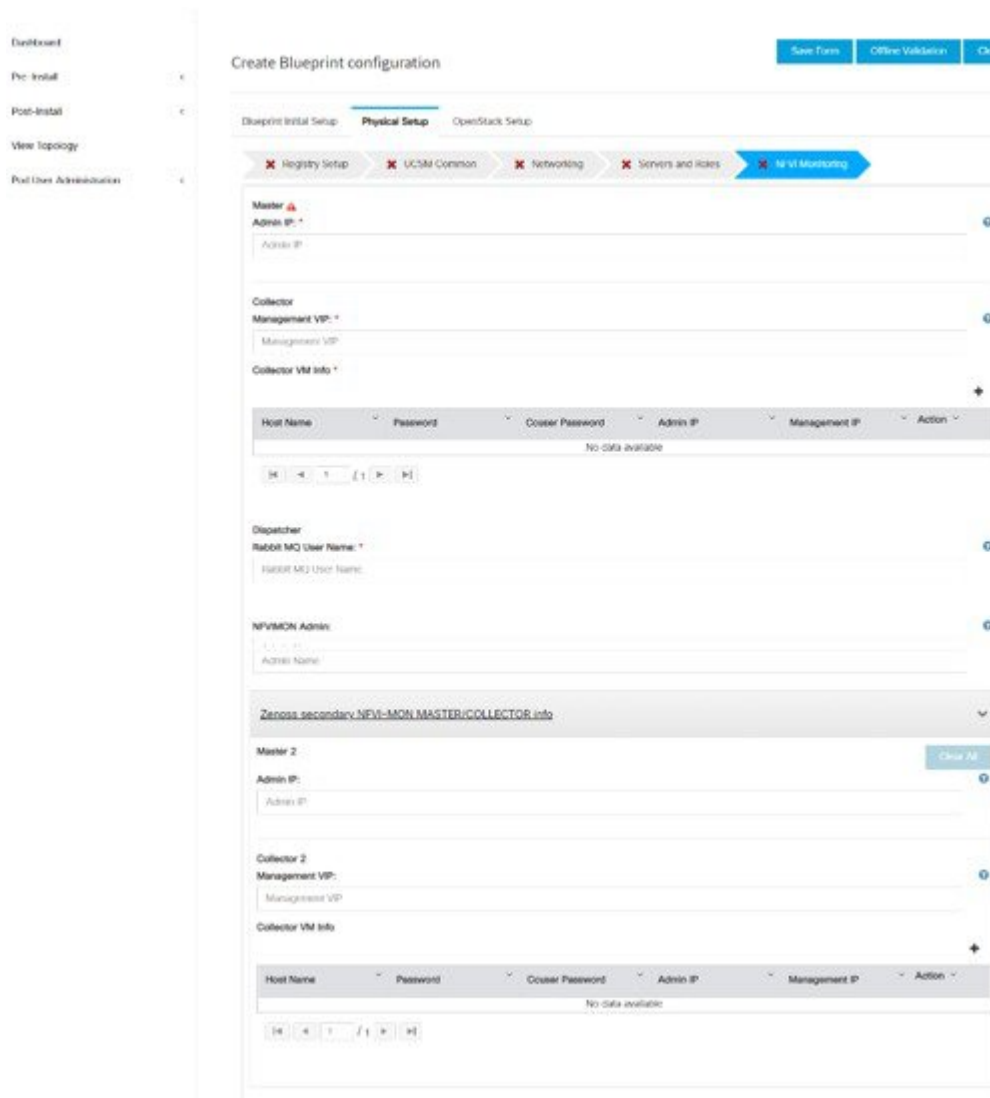 Dashboard
Pre-Install
Post-Install
View Topology
Pod User Administration
Create Blueprint configuration
Save Form Offline Validation
Blueprint Initial Setup Physical Setup OpenStack Setup
Registry Setup UCSM Common Networking Servers and Roles NFVI Monitoring
Master
Admin IP: *
Admin IP
Collector
Management VIP: *
Management VIP
Collector VM Info *
Host Name Password Ccuser Password Admin IP Management IP Action
No data available
1 / 1
Dispatcher
Rabbit MQ User Name: *
Rabbit MQ User Name
NFVIMON Admin:
Admin Name
Zenoss secondary NFVI-MON MASTER/COLLECTOR info
Master 2
Clear All
Admin IP:
Admin IP
Collector 2
Management VIP:
Management VIP
Collector VM Info
Host Name Password Ccuser Password Admin IP Management IP Action
No data available
1 / 1